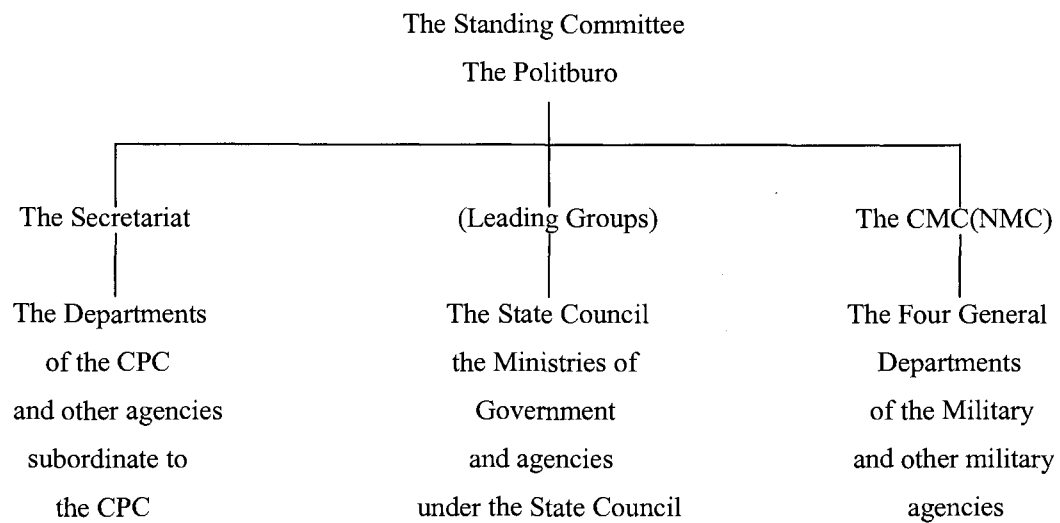 The Standing Committee
The Politburo
The Secretariat
(Leading Groups)
The CMC(NMC)
The Departments
of the CPC
and other agencies
subordinate to
the CPC
The State Council
the Ministries of
Government
and agencies
under the State Council
The Four General
Departments
of the Military
and other military
agencies